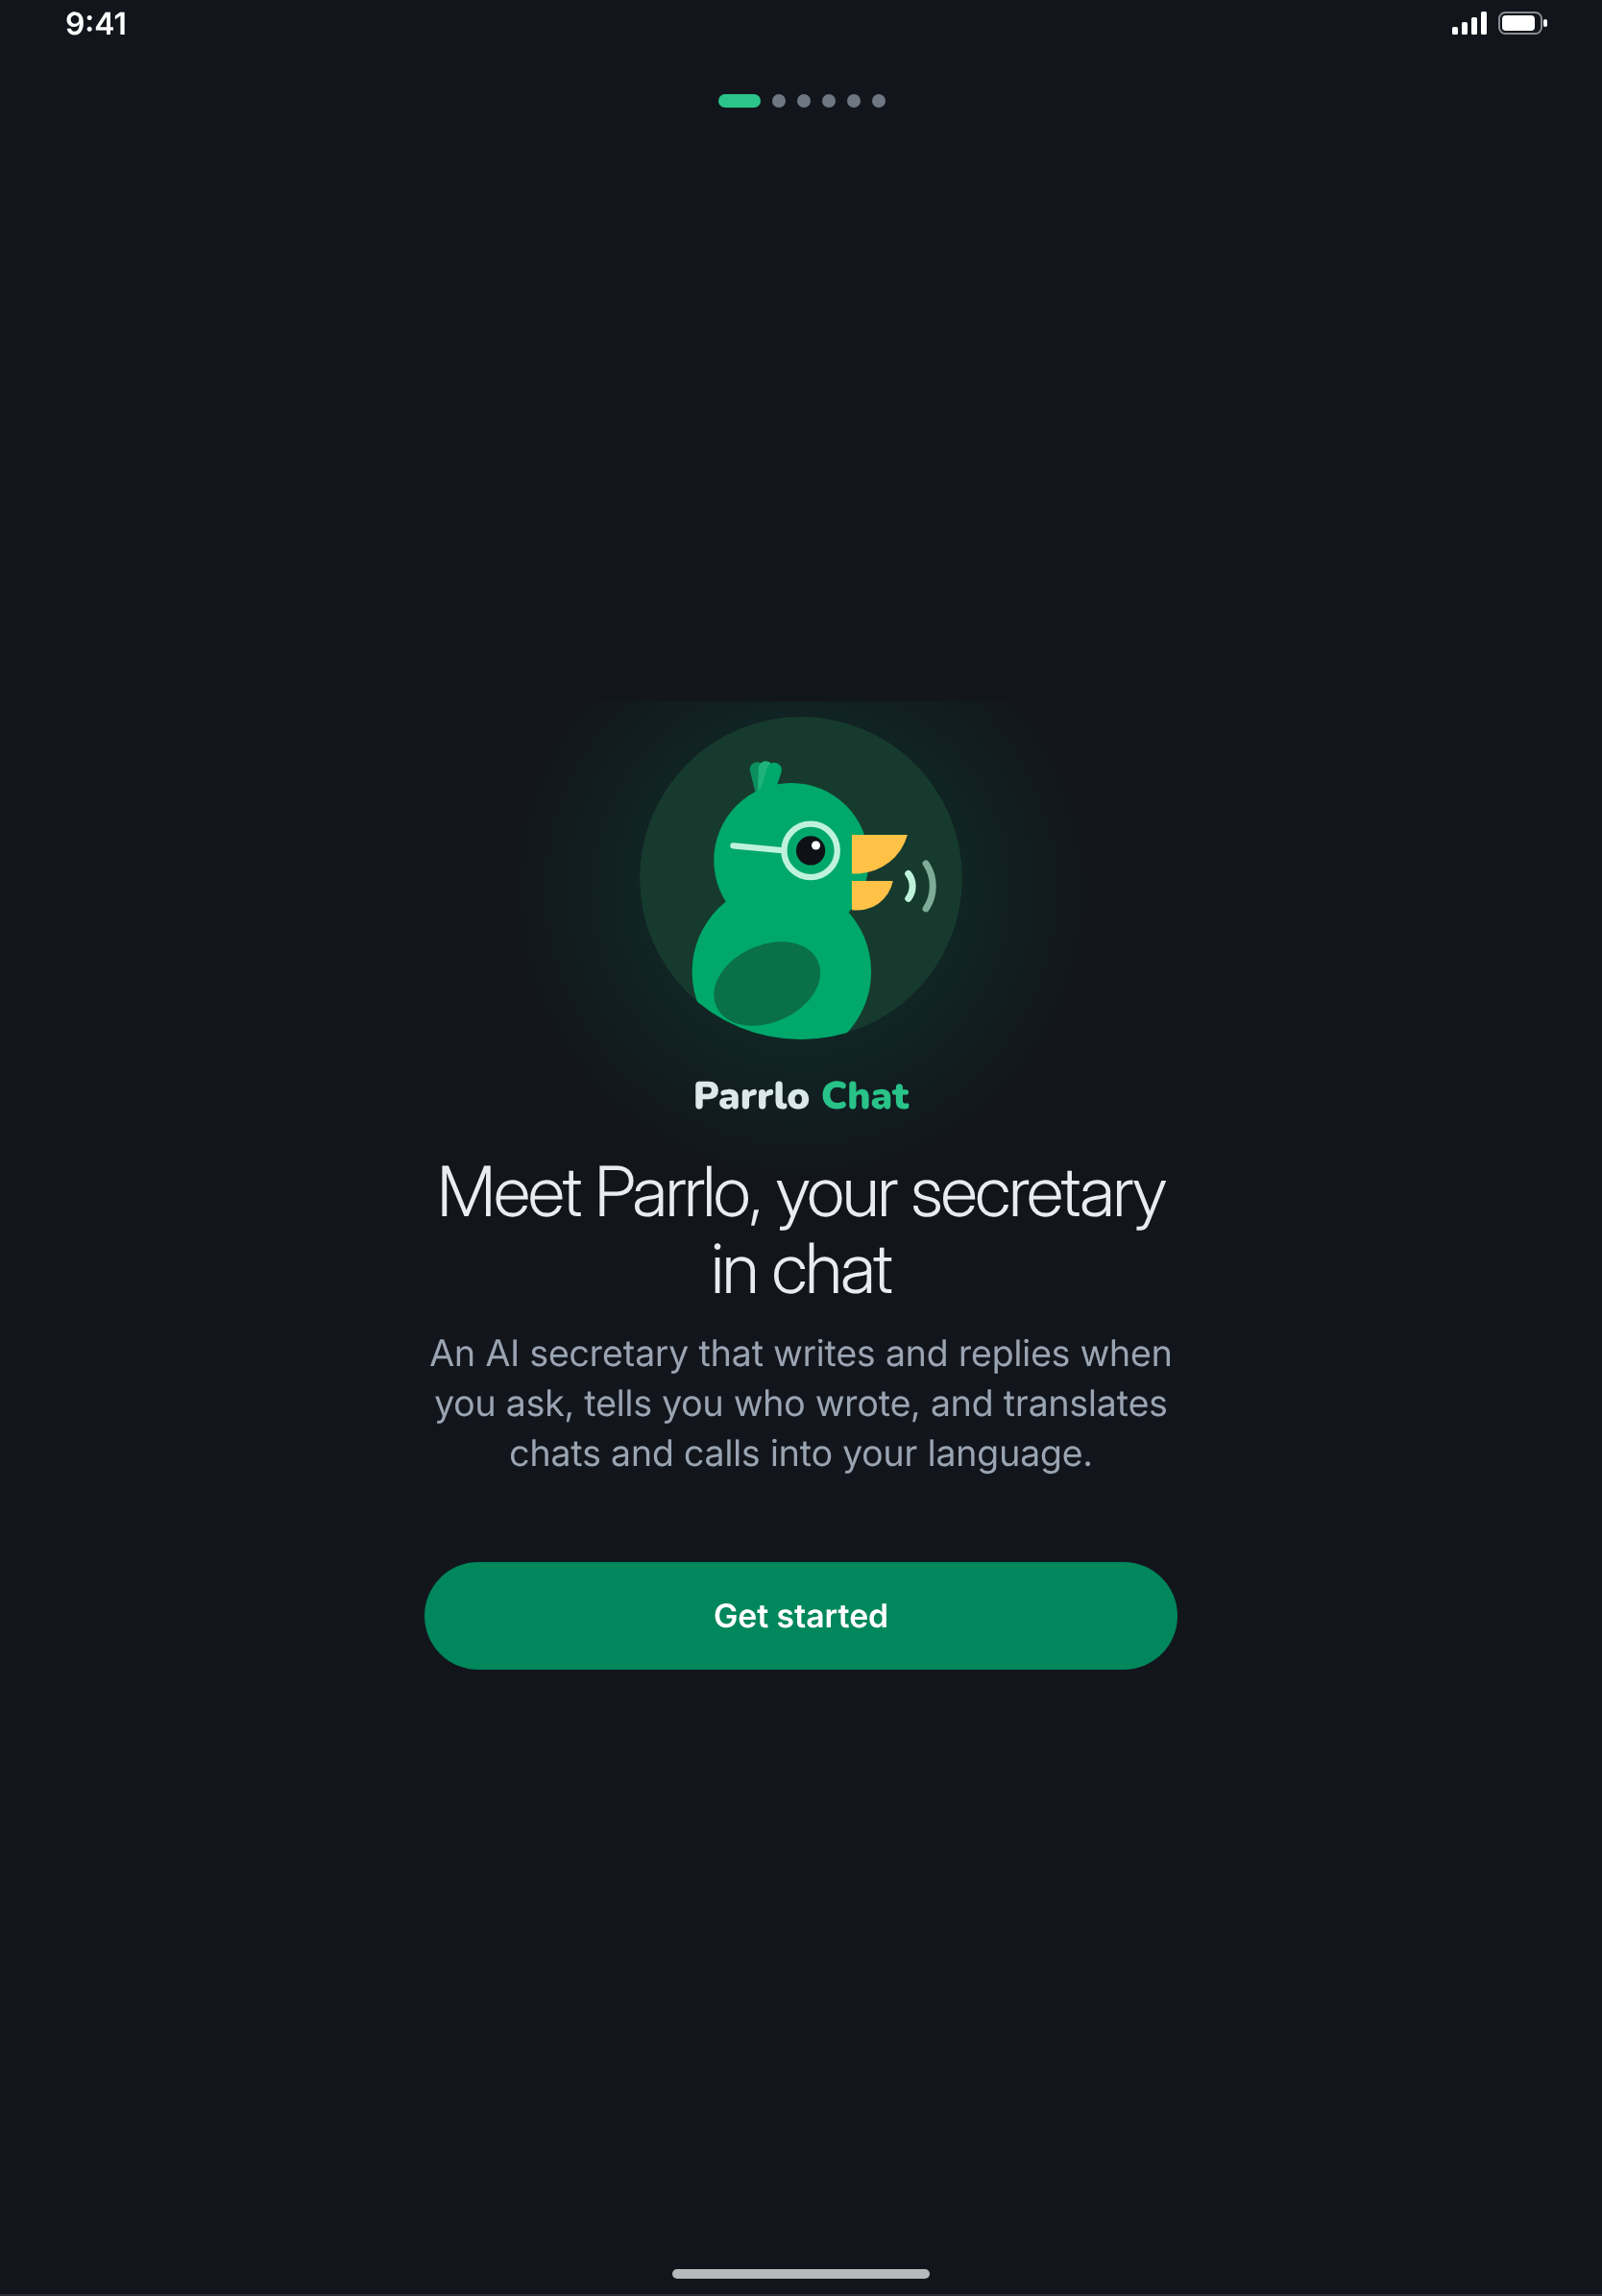 9:41
Parrlo Chat
Meet Parrlo, your secretary
in chat
An AI secretary that writes and replies when
you ask, tells you who wrote, and translates
chats and calls into your language.
Get started